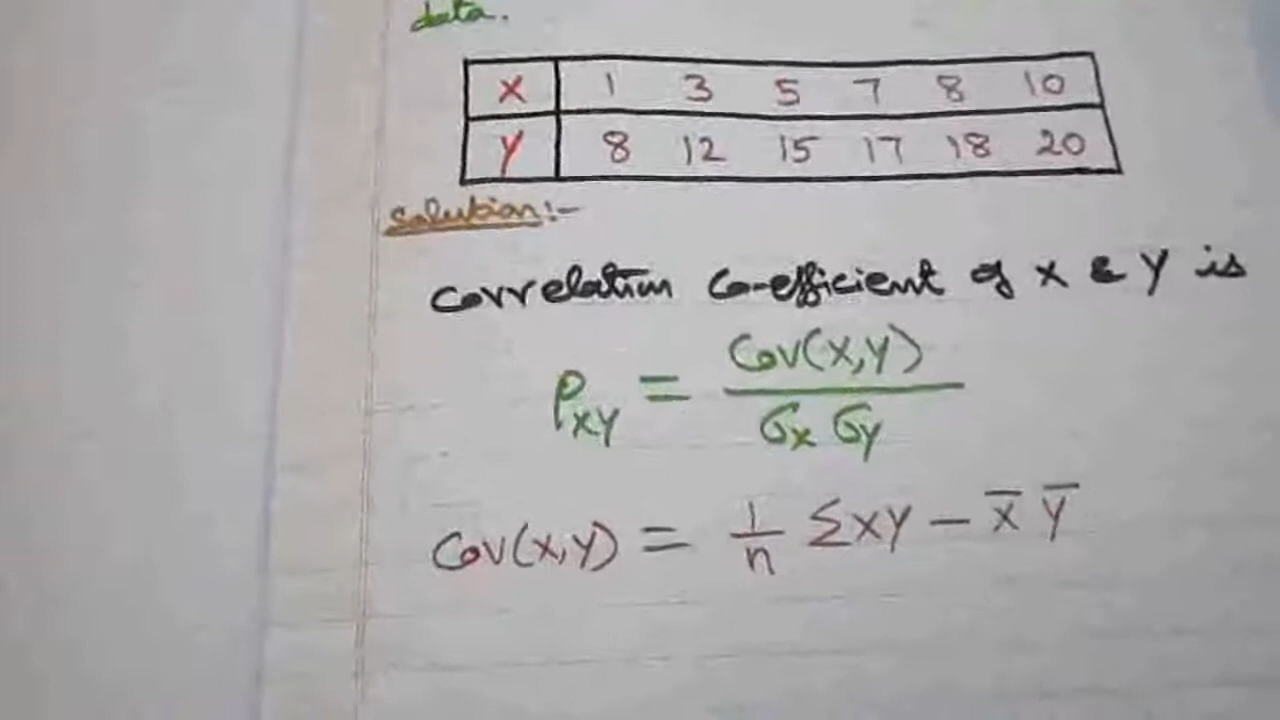 data.
X 1 3 5 7 8 10
Y 8 12 15 17 18 20
Solution:-
Correlation Co-efficient of X & Y is
ρXY = Cov(X,Y) / σx σy
Cov(X,Y) = 1/n ΣXY - X̅ Y̅